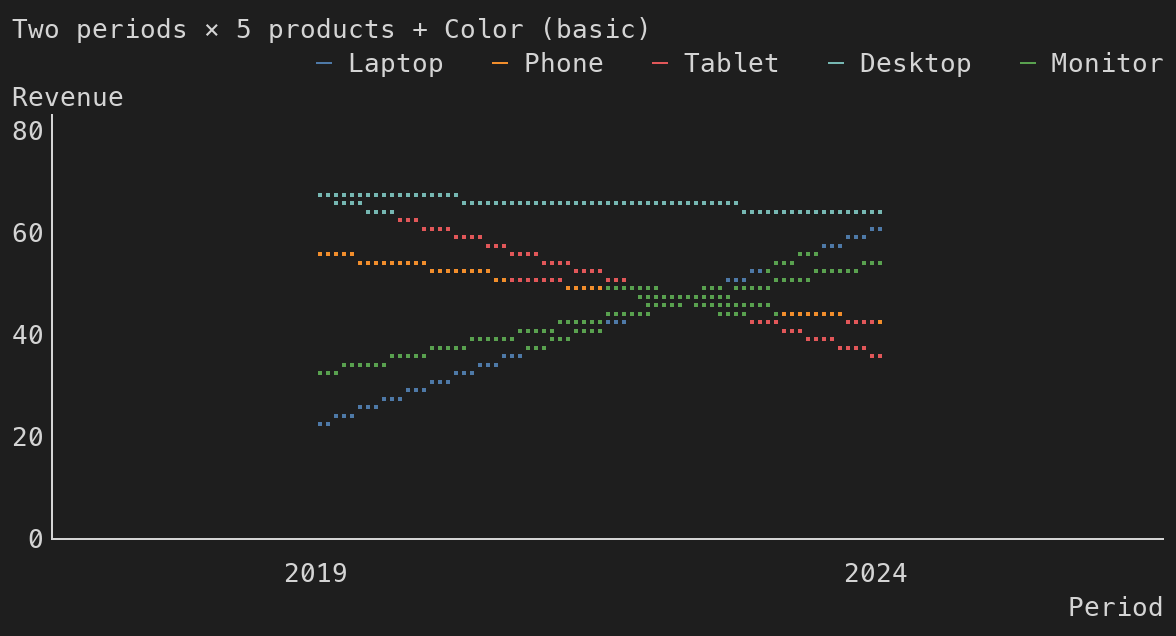 Two periods × 5 products + Color (basic)
Laptop Phone Tablet Desktop Monitor
Revenue
80
60
40
20
0
2019 2024
Period